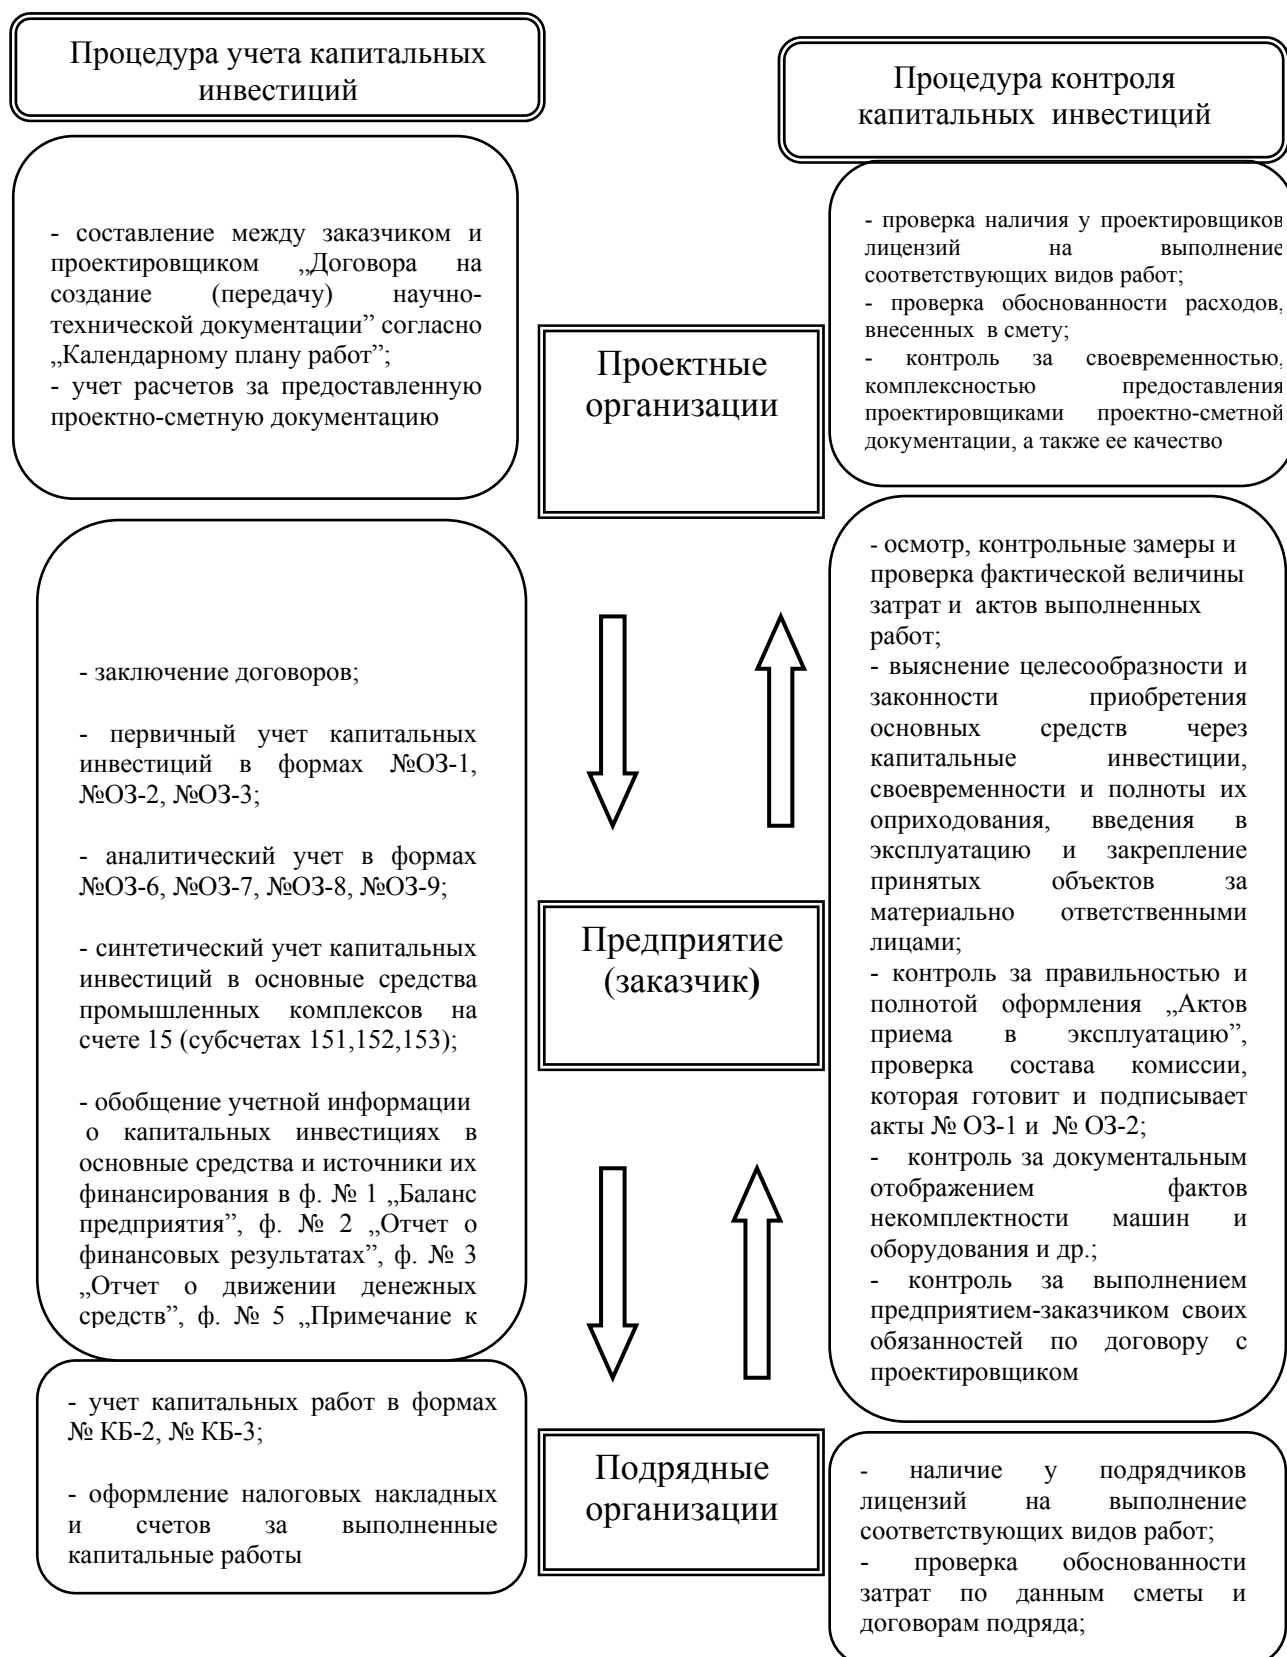 Процедура учета капитальных
инвестиций
Процедура контроля
капитальных инвестиций
- составление между заказчиком и
проектировщиком „Договора на
создание (передачу) научно-
технической документации” согласно
„Календарному плану работ”;
- учет расчетов за предоставленную
проектно-сметную документацию
Проектные
организации
- проверка наличия у проектировщиков
лицензий на выполнение
соответствующих видов работ;
- проверка обоснованности расходов,
внесенных в смету;
- контроль за своевременностью,
комплексностью предоставления
проектировщиками проектно-сметной
документации, а также ее качество
- заключение договоров;
- первичный учет капитальных
инвестиций в формах №ОЗ-1,
№ОЗ-2, №ОЗ-3;
- аналитический учет в формах
№ОЗ-6, №ОЗ-7, №ОЗ-8, №ОЗ-9;
- синтетический учет капитальных
инвестиций в основные средства
промышленных комплексов на
счете 15 (субсчетах 151,152,153);
- обобщение учетной информации
о капитальных инвестициях в
основные средства и источники их
финансирования в ф. № 1 „Баланс
предприятия”, ф. № 2 „Отчет о
финансовых результатах”, ф. № 3
„Отчет о движении денежных
средств”, ф. № 5 „Примечание к
Предприятие
(заказчик)
- осмотр, контрольные замеры и
проверка фактической величины
затрат и актов выполненных
работ;
- выяснение целесообразности и
законности приобретения
основных средств через
капитальные инвестиции,
своевременности и полноты их
оприходования, введения в
эксплуатацию и закрепление
принятых объектов за
материально ответственными
лицами;
- контроль за правильностью и
полнотой оформления „Актов
приема в эксплуатацию”,
проверка состава комиссии,
которая готовит и подписывает
акты № ОЗ-1 и № ОЗ-2;
- контроль за документальным
отображением фактов
некомплектности машин и
оборудования и др.;
- контроль за выполнением
предприятием-заказчиком своих
обязанностей по договору с
проектировщиком
- учет капитальных работ в формах
№ КБ-2, № КБ-3;
- оформление налоговых накладных
и счетов за выполненные
капитальные работы
Подрядные
организации
- наличие у подрядчиков
лицензий на выполнение
соответствующих видов работ;
- проверка обоснованности
затрат по данным сметы и
договорам подряда;